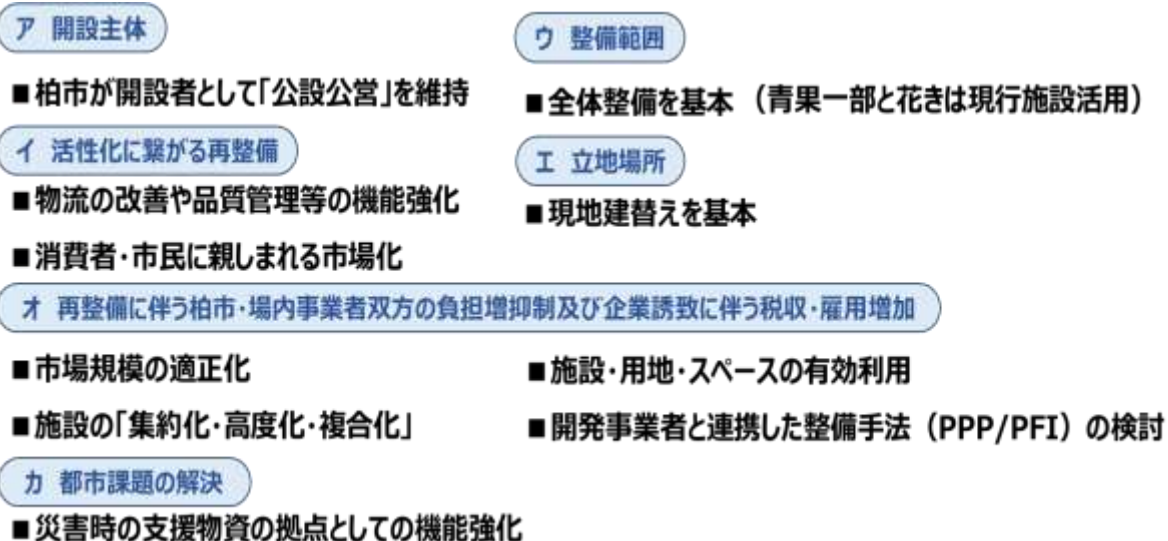 ア 開設主体
■柏市が開設者として「公設公営」を維持
イ 活性化に繋がる再整備
■物流の改善や品質管理等の機能強化
■消費者・市民に親しまれる市場化
ウ 整備範囲
■全体整備を基本 （青果一部と花きは現行施設活用）
エ 立地場所
■現地建替えを基本
オ 再整備に伴う柏市・場内事業者双方の負担増抑制及び企業誘致に伴う税収・雇用増加
■市場規模の適正化
■施設の「集約化・高度化・複合化」
■施設・用地・スペースの有効利用
■開発事業者と連携した整備手法（PPP/PFI）の検討
カ 都市課題の解決
■災害時の支援物資の拠点としての機能強化